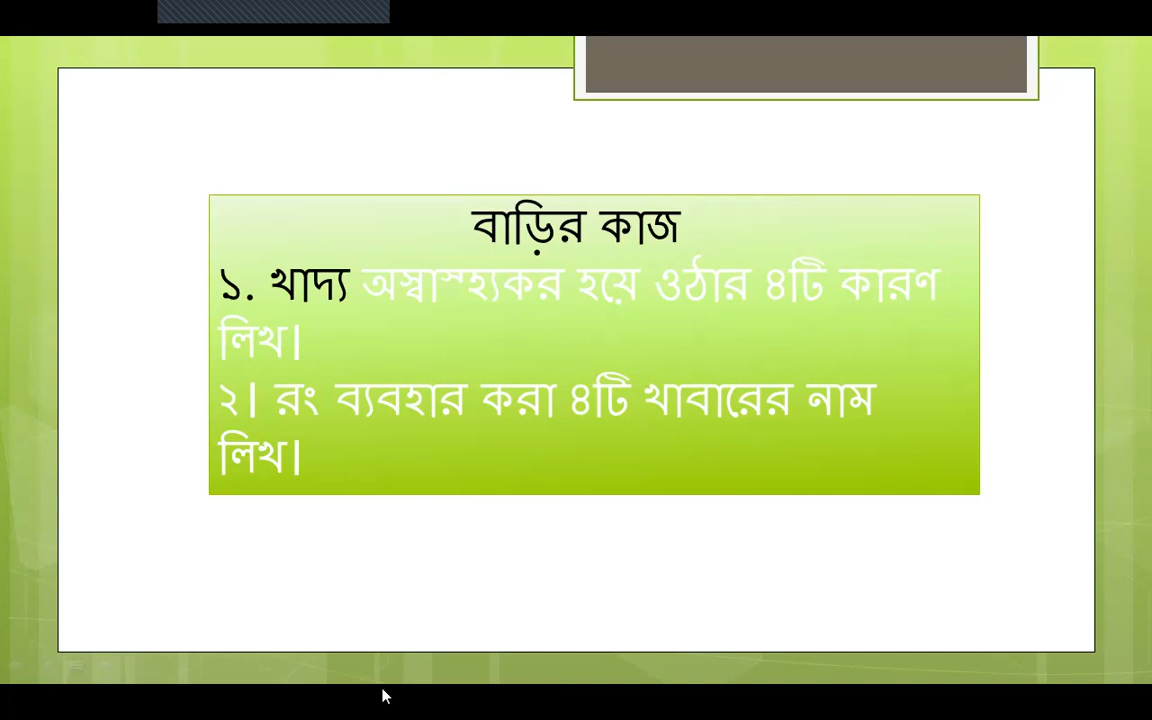 বাড়ির কাজ
১. খাদ্য অস্বাস্হ্যকর হয়ে ওঠার ৪টি কারণ
লিখ।
২। রং ব্যবহার করা ৪টি খাবারের নাম
লিখ।